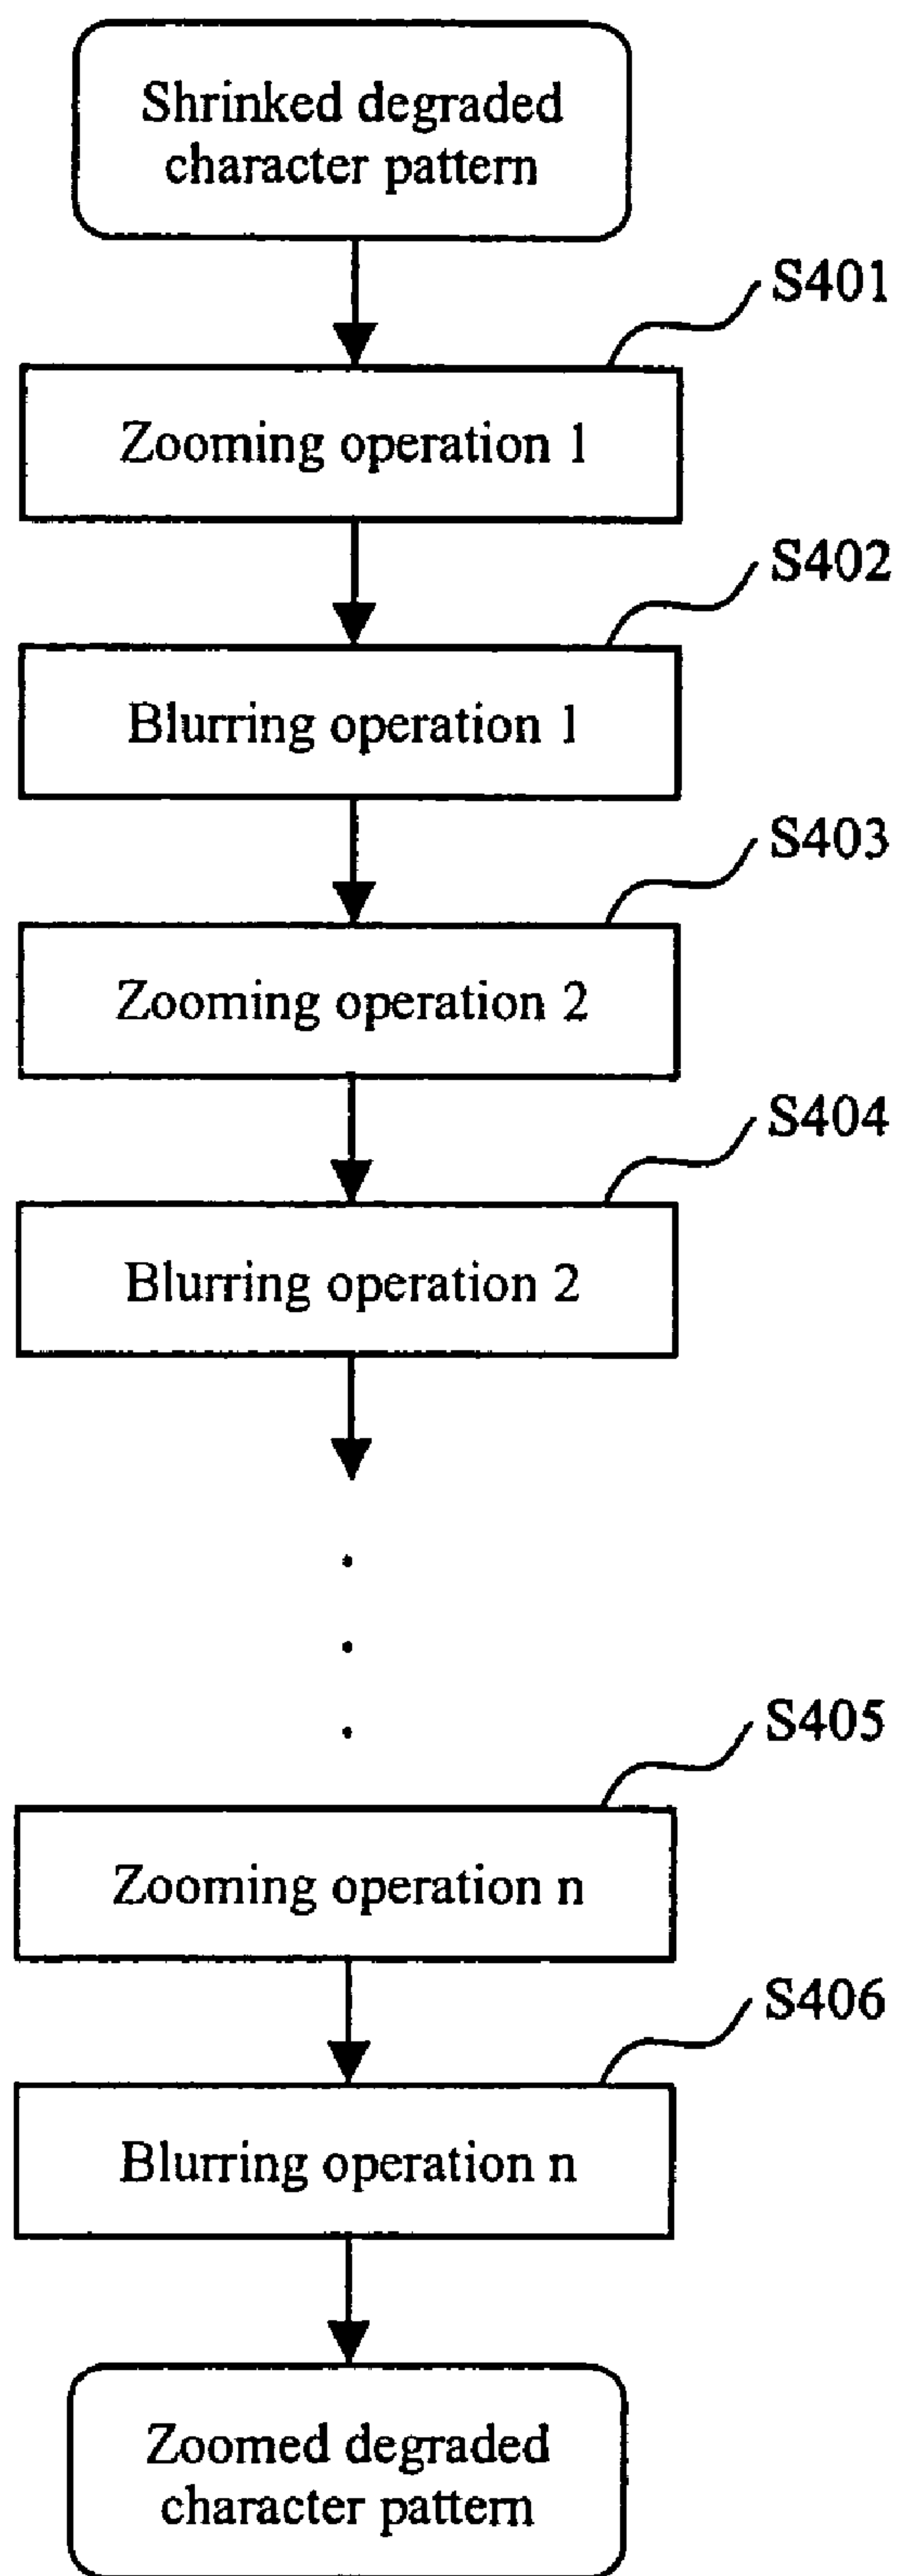 Shrinked degraded
character pattern
S401
Zooming operation 1
S402
Blurring operation 1
S403
Zooming operation 2
S404
Blurring operation 2
S405
Zooming operation n
S406
Blurring operation n
Zoomed degraded
character pattern